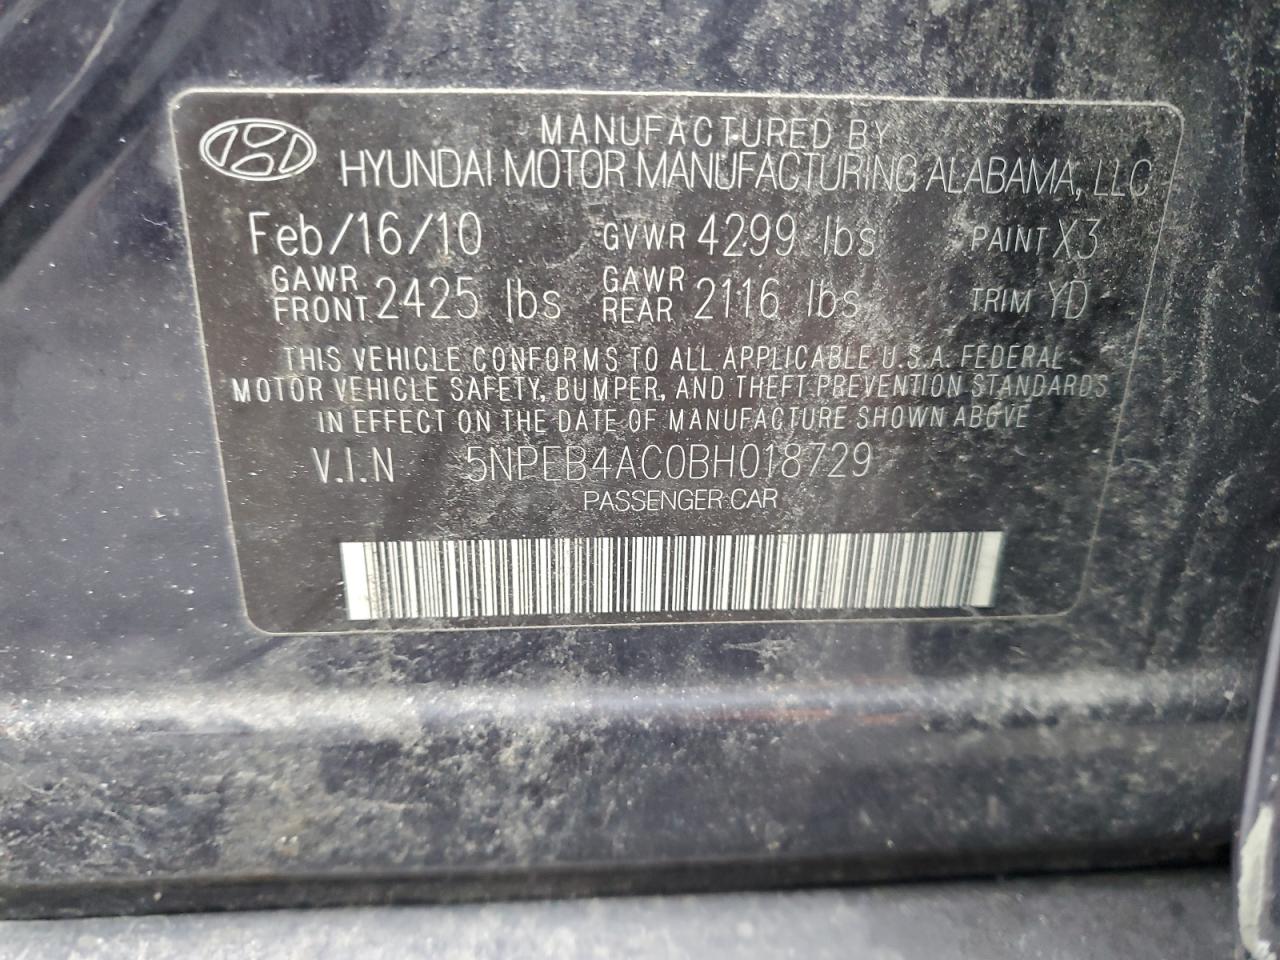 MANUFACTURED BY
HYUNDAI MOTOR MANUFACTURING ALABAMA, LLC
Feb/16/10 GVWR 4299 lbs PAINT X3
GAWR FRONT 2425 lbs GAWR REAR 2116 lbs TRIM YD
THIS VEHICLE CONFORMS TO ALL APPLICABLE U.S.A. FEDERAL
MOTOR VEHICLE SAFETY, BUMPER, AND THEFT PREVENTION STANDARDS
IN EFFECT ON THE DATE OF MANUFACTURE SHOWN ABOVE
V.I.N 5NPEB4AC0BH018729
PASSENGER CAR